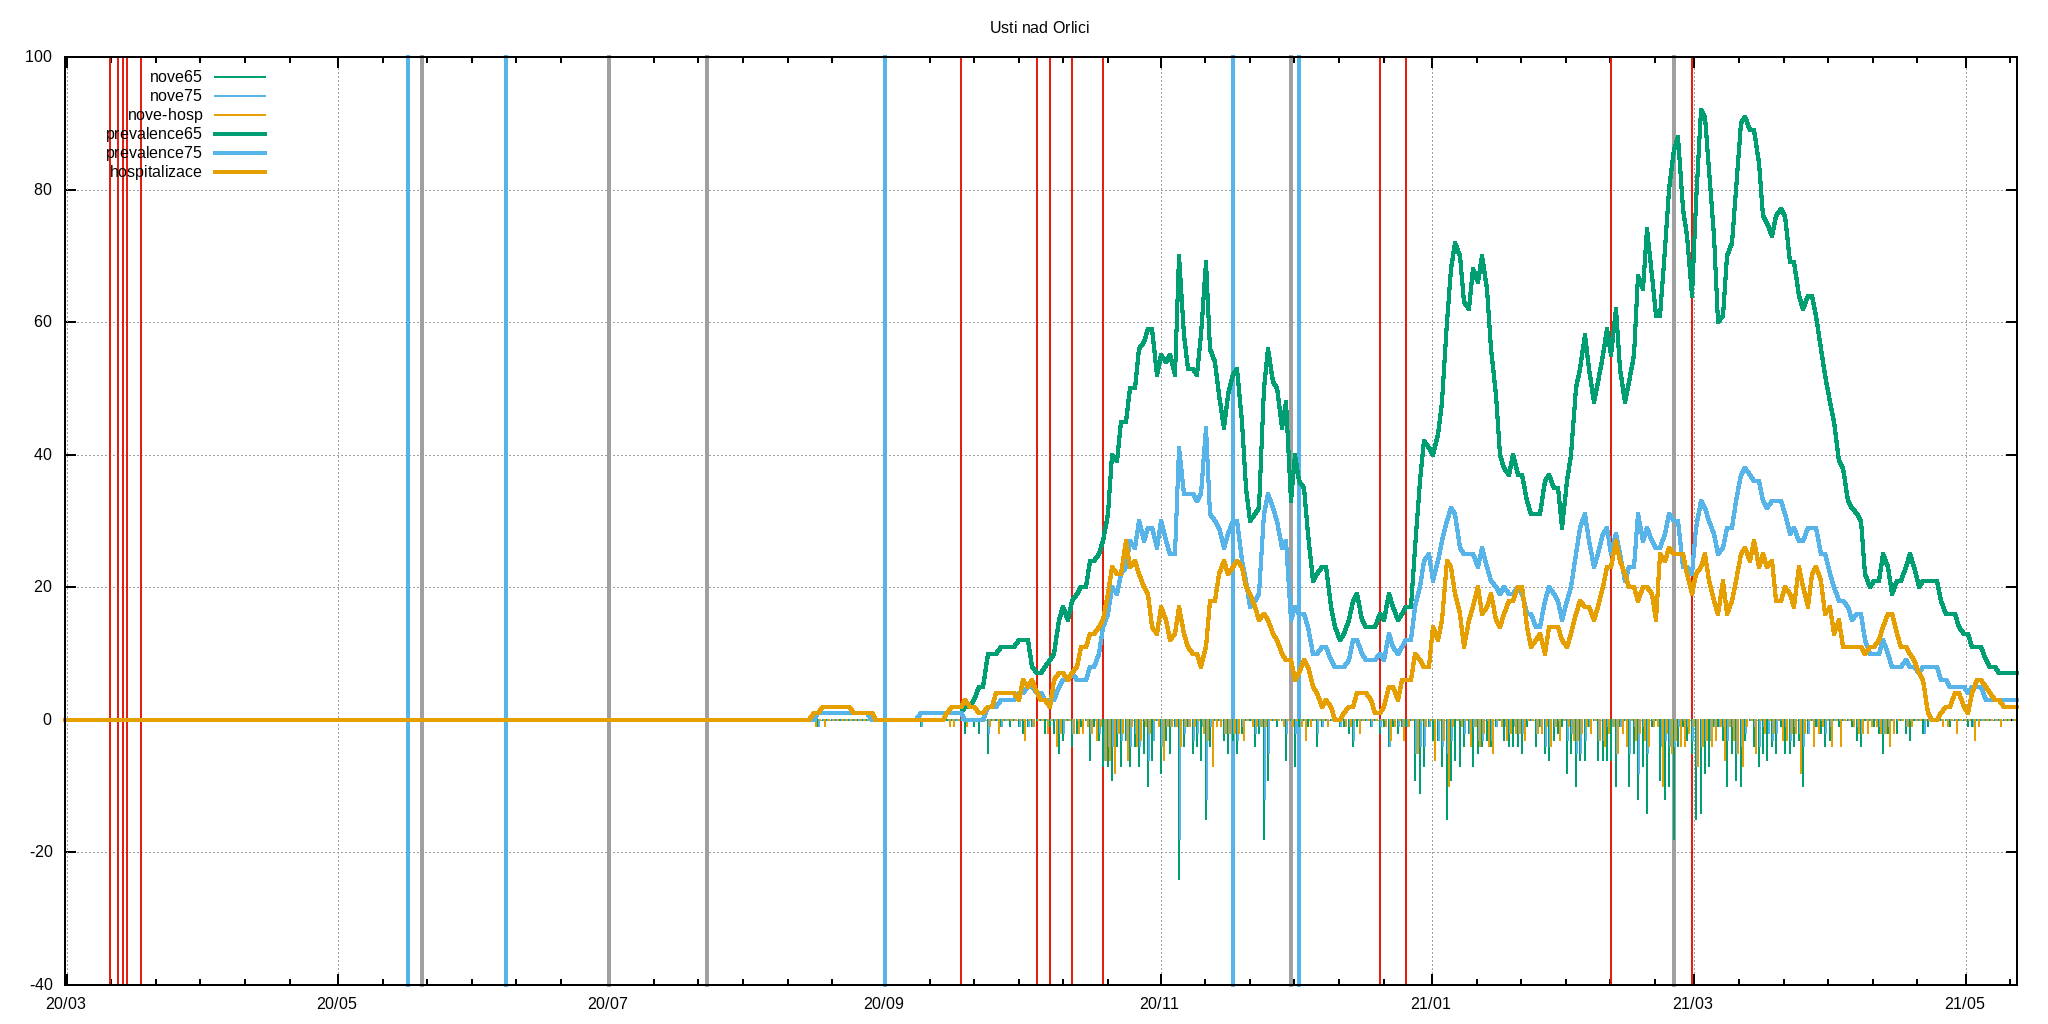 Usti nad Orlici
100
80
60
40
20
0
-20
-40
nove65
nove75
nove-hosp
prevalence65
prevalence75
hospitalizace
20/03 20/05 20/07 20/09 20/11 21/01 21/03 21/05